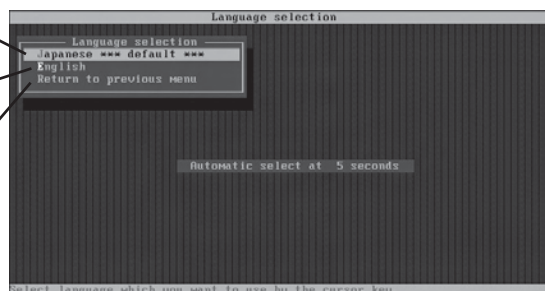 Language selection
Language selection
Japanese *** default ***
English
Return to previous menu
Automatic select at 5 seconds
Select language which you want to use by the cursor key